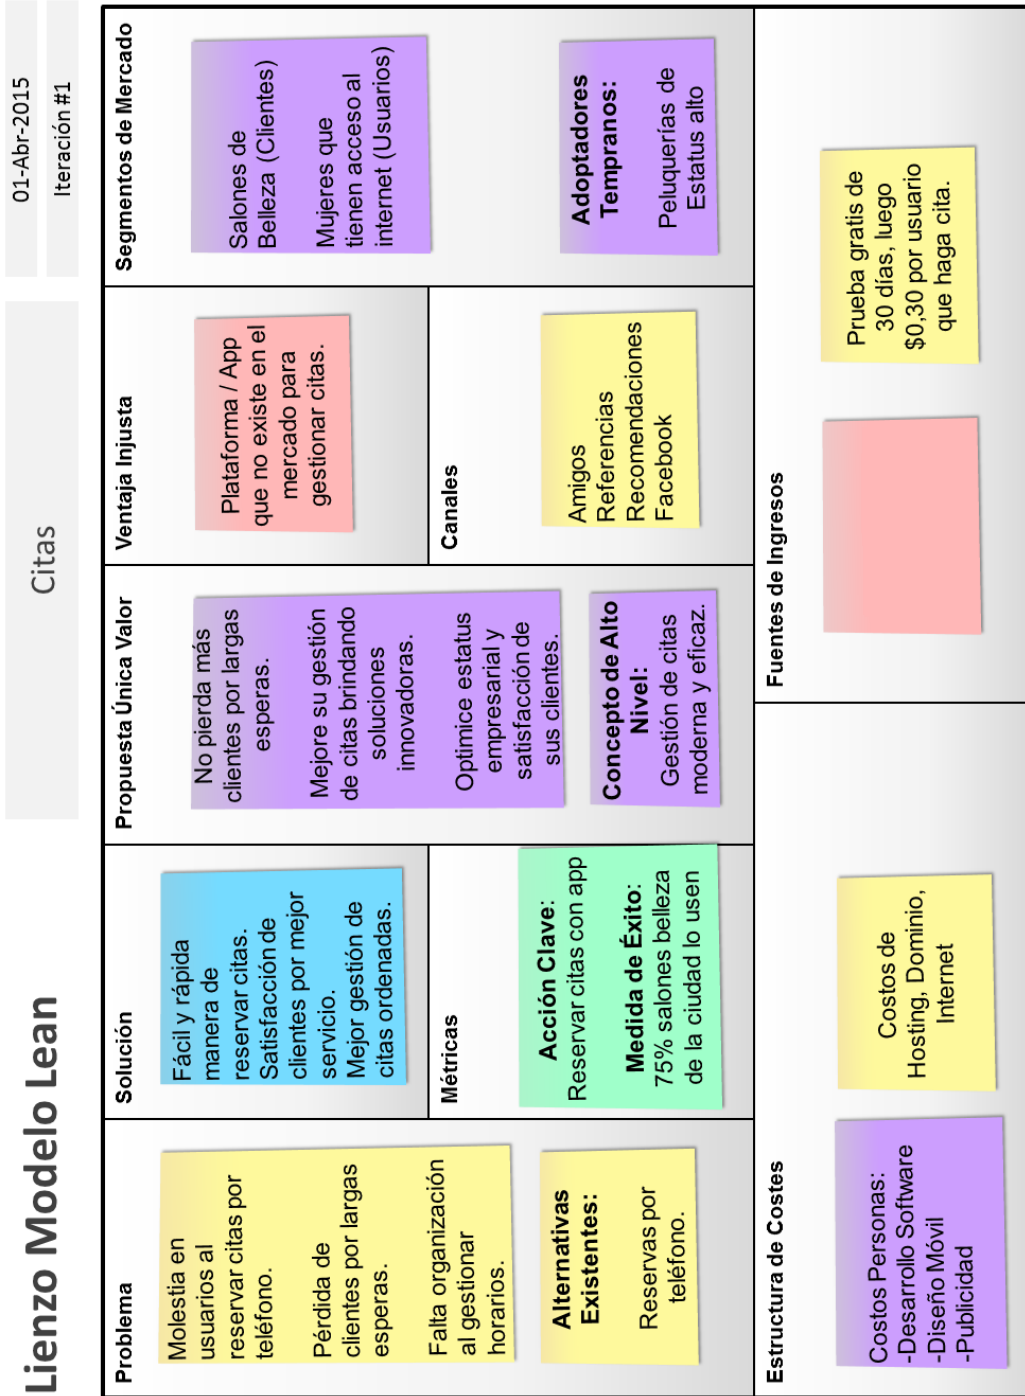 Lienzo Modelo Lean
Citas
01-Abr-2015
Iteración #1
Problema
Molestia en
usuarios al
reservar citas por
teléfono.
Pérdida de
clientes por largas
esperas.
Falta organización
al gestionar
horarios.
Alternativas
Existentes:
Reservas por
teléfono.
Solución
Fácil y rápida
manera de
reservar citas.
Satisfacción de
clientes por mejor
servicio.
Mejor gestión de
citas ordenadas.
Métricas
Acción Clave:
Reservar citas con app
Medida de Éxito:
75% salones belleza
de la ciudad lo usen
Propuesta Única Valor
No pierda más
clientes por largas
esperas.
Mejore su gestión
de citas brindando
soluciones
innovadoras.
Optimice estatus
empresarial y
satisfacción de
sus clientes.
Concepto de Alto
Nivel:
Gestión de citas
moderna y eficaz.
Ventaja Injusta
Plataforma / App
que no existe en el
mercado para
gestionar citas.
Canales
Amigos
Referencias
Recomendaciones
Facebook
Segmentos de Mercado
Salones de
Belleza (Clientes)
Mujeres que
tienen acceso al
internet (Usuarios)
Adoptadores
Tempranos:
Peluquerías de
Estatus alto
Estructura de Costes
Costos Personas:
-Desarrollo Software
-Diseño Móvil
-Publicidad
Costos de
Hosting, Dominio,
Internet
Fuentes de Ingresos
Prueba gratis de
30 días, luego
$0,30 por usuario
que haga cita.